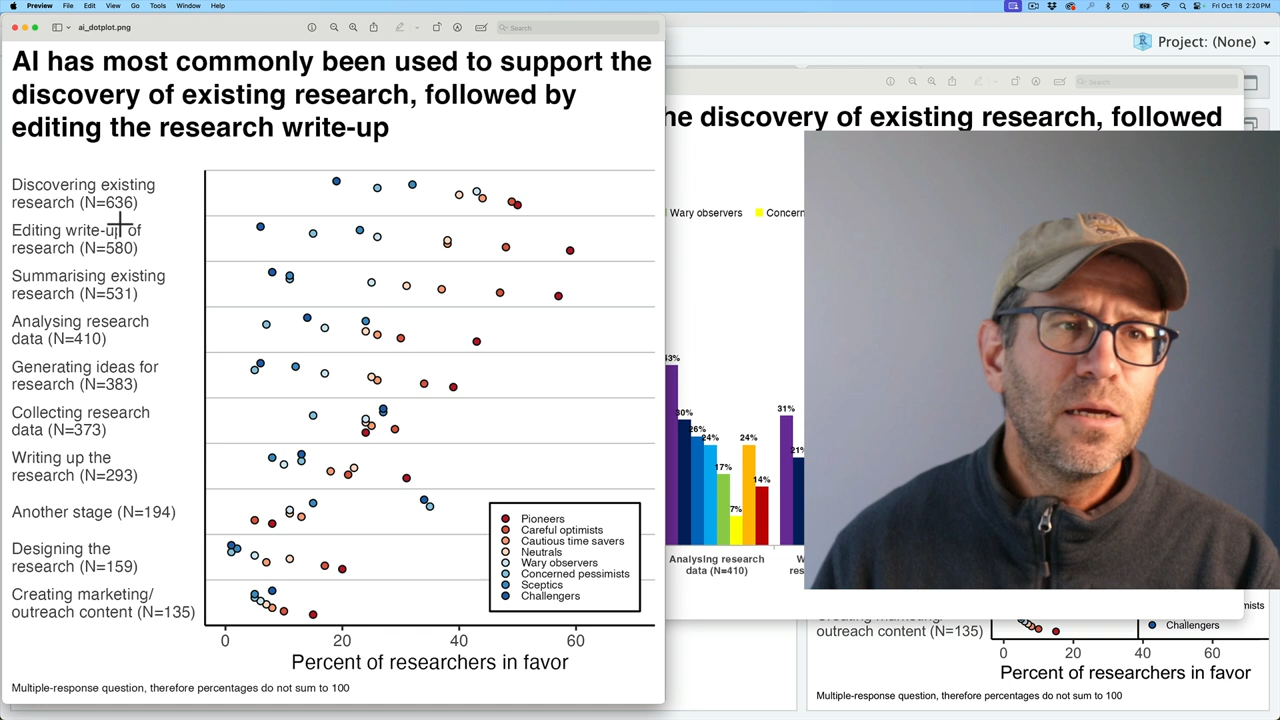 Preview File Edit View Go Tools Window Help
Fri Oct 18 2:20 PM
ai_dotplot.png
Search
Project: (None)
Search
AI has most commonly been used to support the
discovery of existing research, followed by
editing the research write-up
Discovering existing
research (N=636)
Editing write-up of
research (N=580)
Summarising existing
research (N=531)
Analysing research
data (N=410)
Generating ideas for
research (N=383)
Collecting research
data (N=373)
Writing up the
research (N=293)
Another stage (N=194)
Designing the
research (N=159)
Creating marketing/
outreach content (N=135)
Pioneers
Careful optimists
Cautious time savers
Neutrals
Wary observers
Concerned pessimists
Sceptics
Challengers
0 20 40 60
Percent of researchers in favor
Multiple-response question, therefore percentages do not sum to 100
he discovery of existing research, followed
Wary observers Concern
43%
30%
26%
24%
17%
7%
24%
14%
31%
21%
Analysing research
data (N=410)
W
res
mists
Challengers
outreach content (N=135)
0 20 40 60
Percent of researchers in favor
Multiple-response question, therefore percentages do not sum to 100